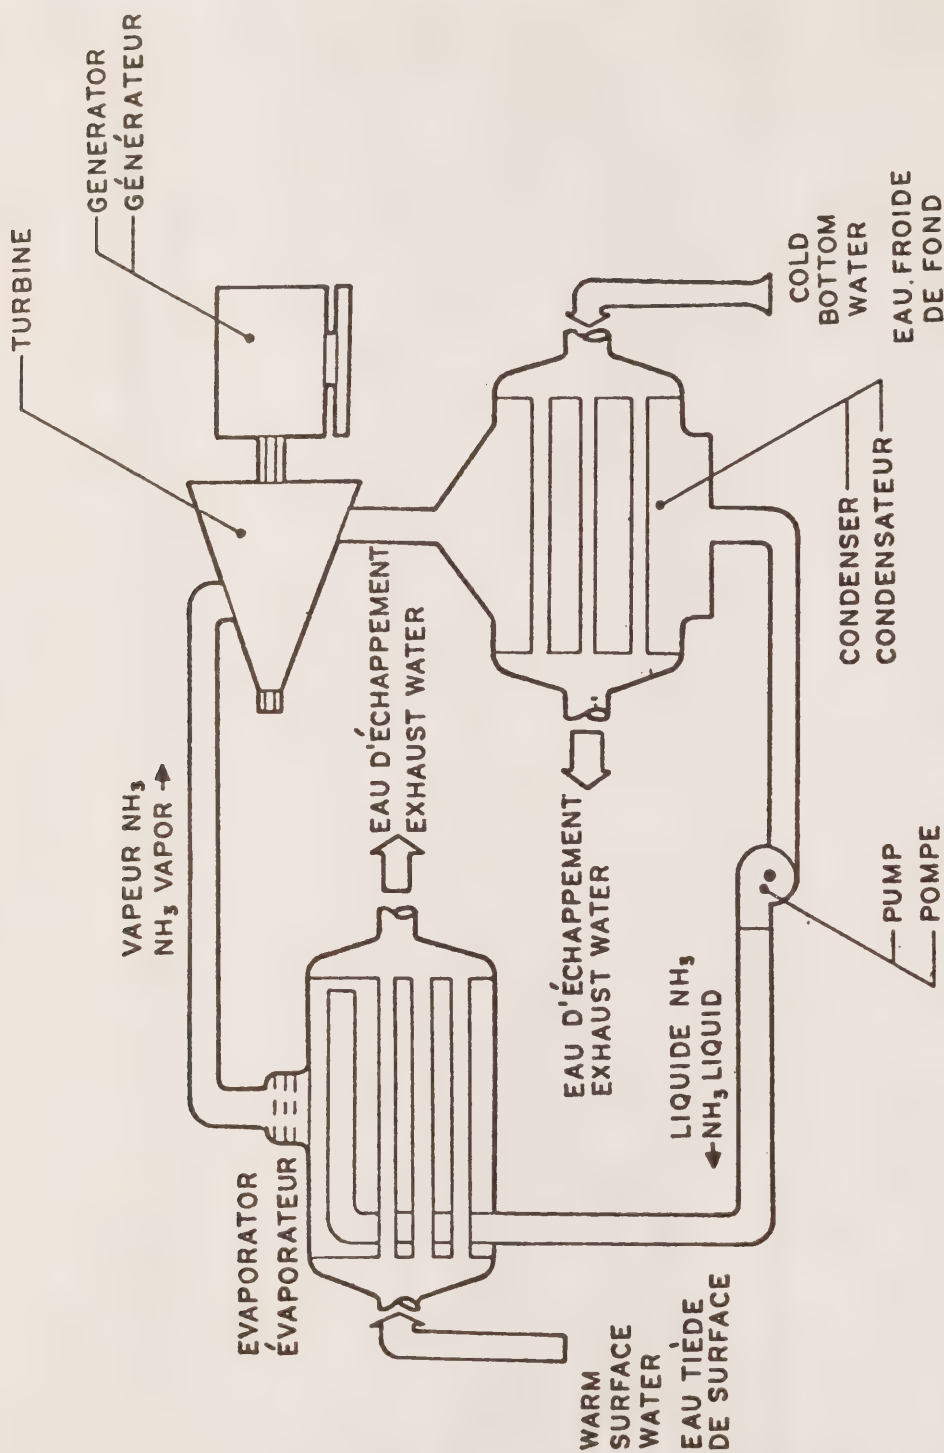 TURBINE
GENERATOR
GÉNÉRATEUR
VAPEUR NH₃
NH₃ VAPOR
EVAPORATOR
ÉVAPORATEUR
EAU D'ÉCHAPPEMENT
EXHAUST WATER
WARM
SURFACE
WATER
EAU TIÈDE
DE SURFACE
EAU D'ÉCHAPPEMENT
EXHAUST WATER
COLD
BOTTOM
WATER
EAU.FROIDE
DE FOND
LIQUIDE NH₃
NH₃ LIQUID
CONDENSER
CONDENSATEUR
PUMP
POMPE